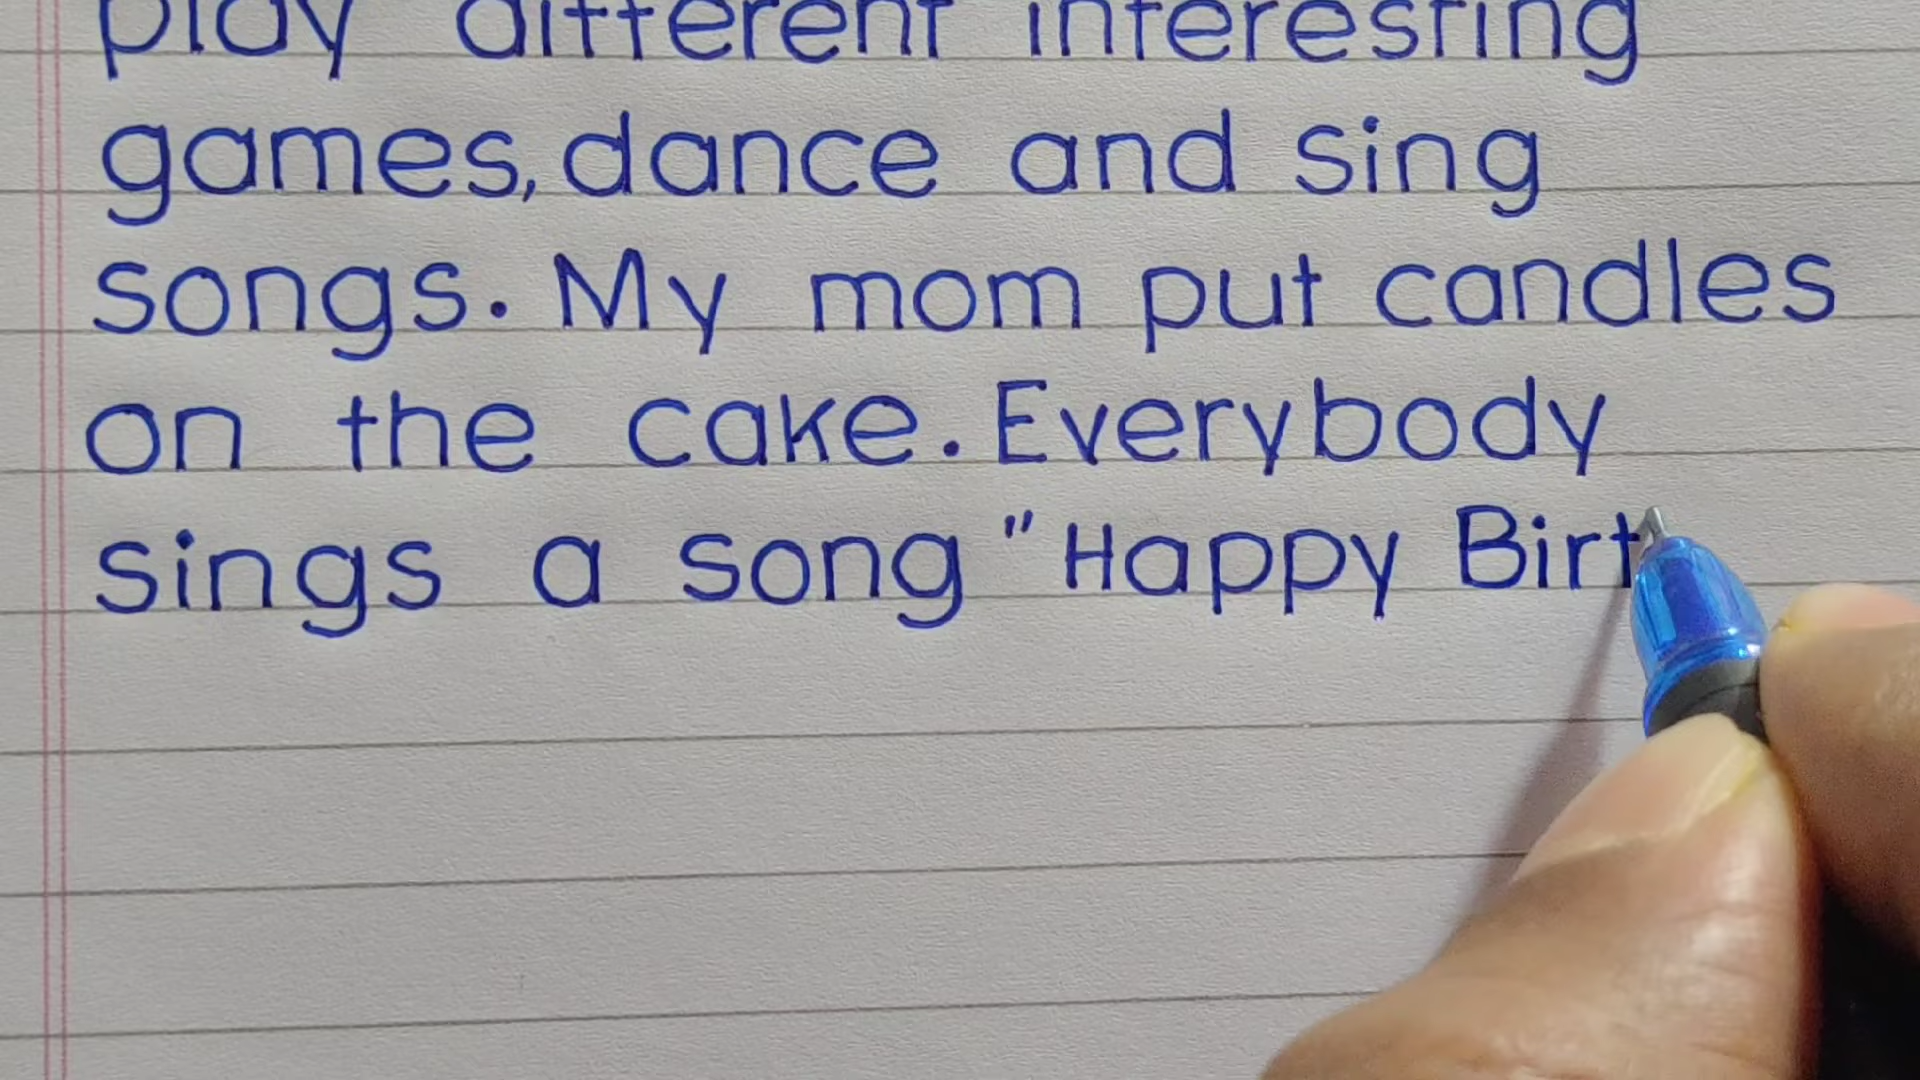 play different interesting
games, dance and sing
songs. My mom put candles
on the cake. Everybody
sings a song "Happy Birt